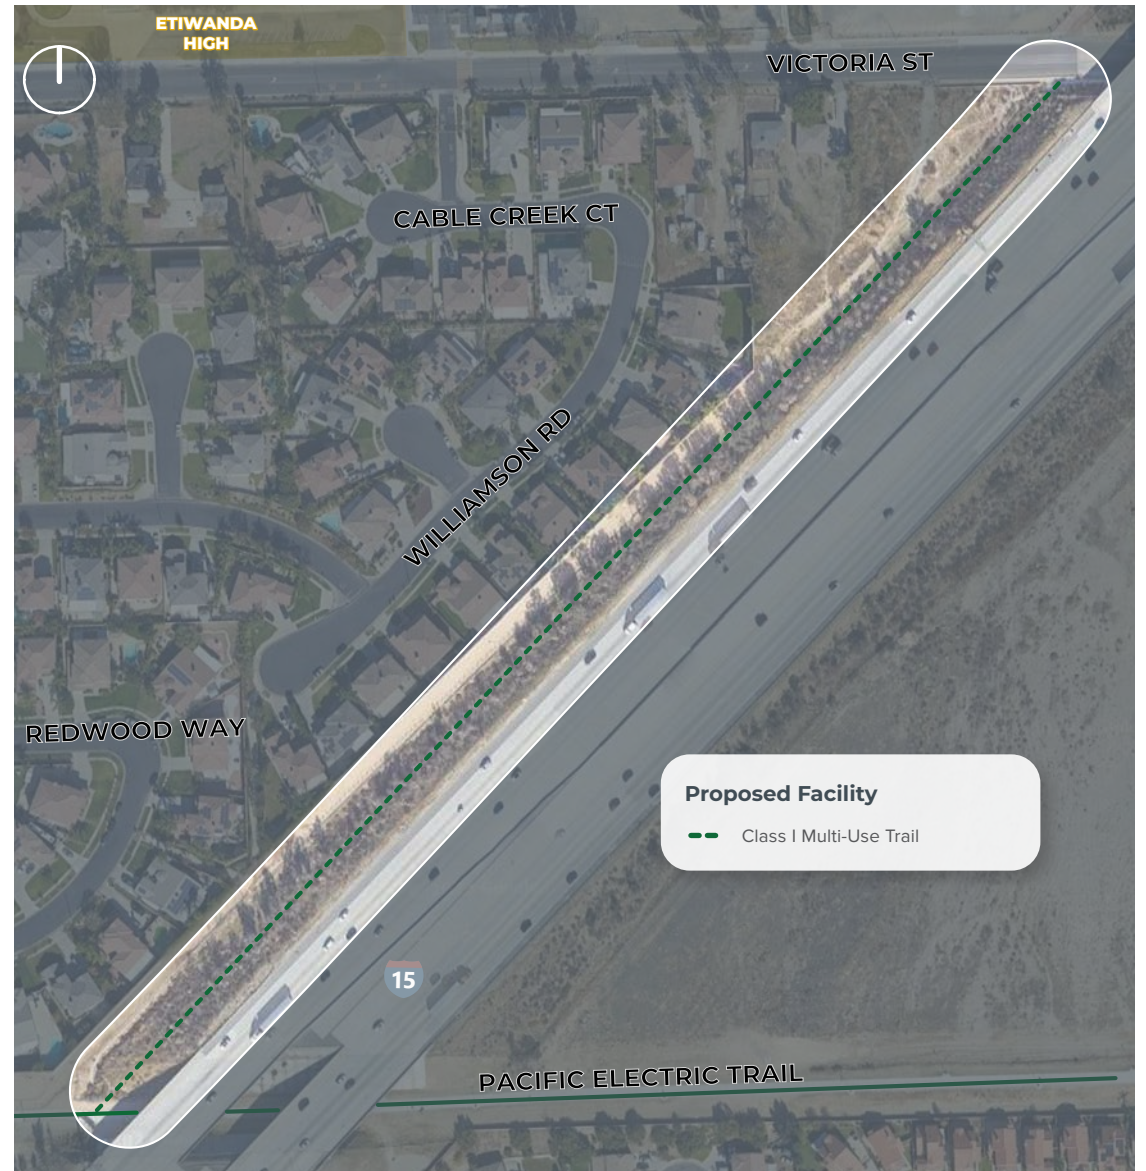 ETIWANDA
HIGH
VICTORIA ST
CABLE CREEK CT
WILLIAMSON RD
REDWOOD WAY
Proposed Facility
Class I Multi-Use Trail
15
PACIFIC ELECTRIC TRAIL